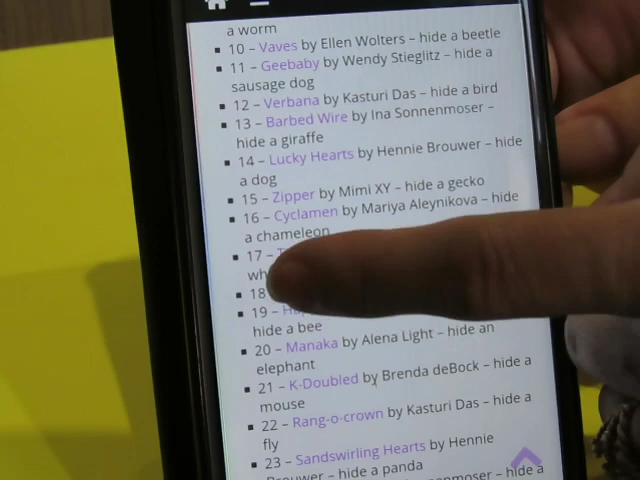 a worm
10 – Vaves by Ellen Wolters – hide a beetle
11 – Geebaby by Wendy Stieglitz – hide a
sausage dog
12 – Verbana by Kasturi Das – hide a bird
13 – Barbed Wire by Ina Sonnenmoser –
hide a giraffe
14 – Lucky Hearts by Hennie Brouwer – hide
a dog
15 – Zipper by Mimi XY – hide a gecko
16 – Cyclamen by Mariya Aleynikova – hide
a chameleon
17 –
18
19 –
hide a bee
20 – Manaka by Alena Light – hide an
elephant
21 – K-Doubled by Brenda deBock – hide a
mouse
22 – Rang-o-crown by Kasturi Das – hide a
fly
23 – Sandswirling Hearts by Hennie
Brouwer – hide a panda
hide a